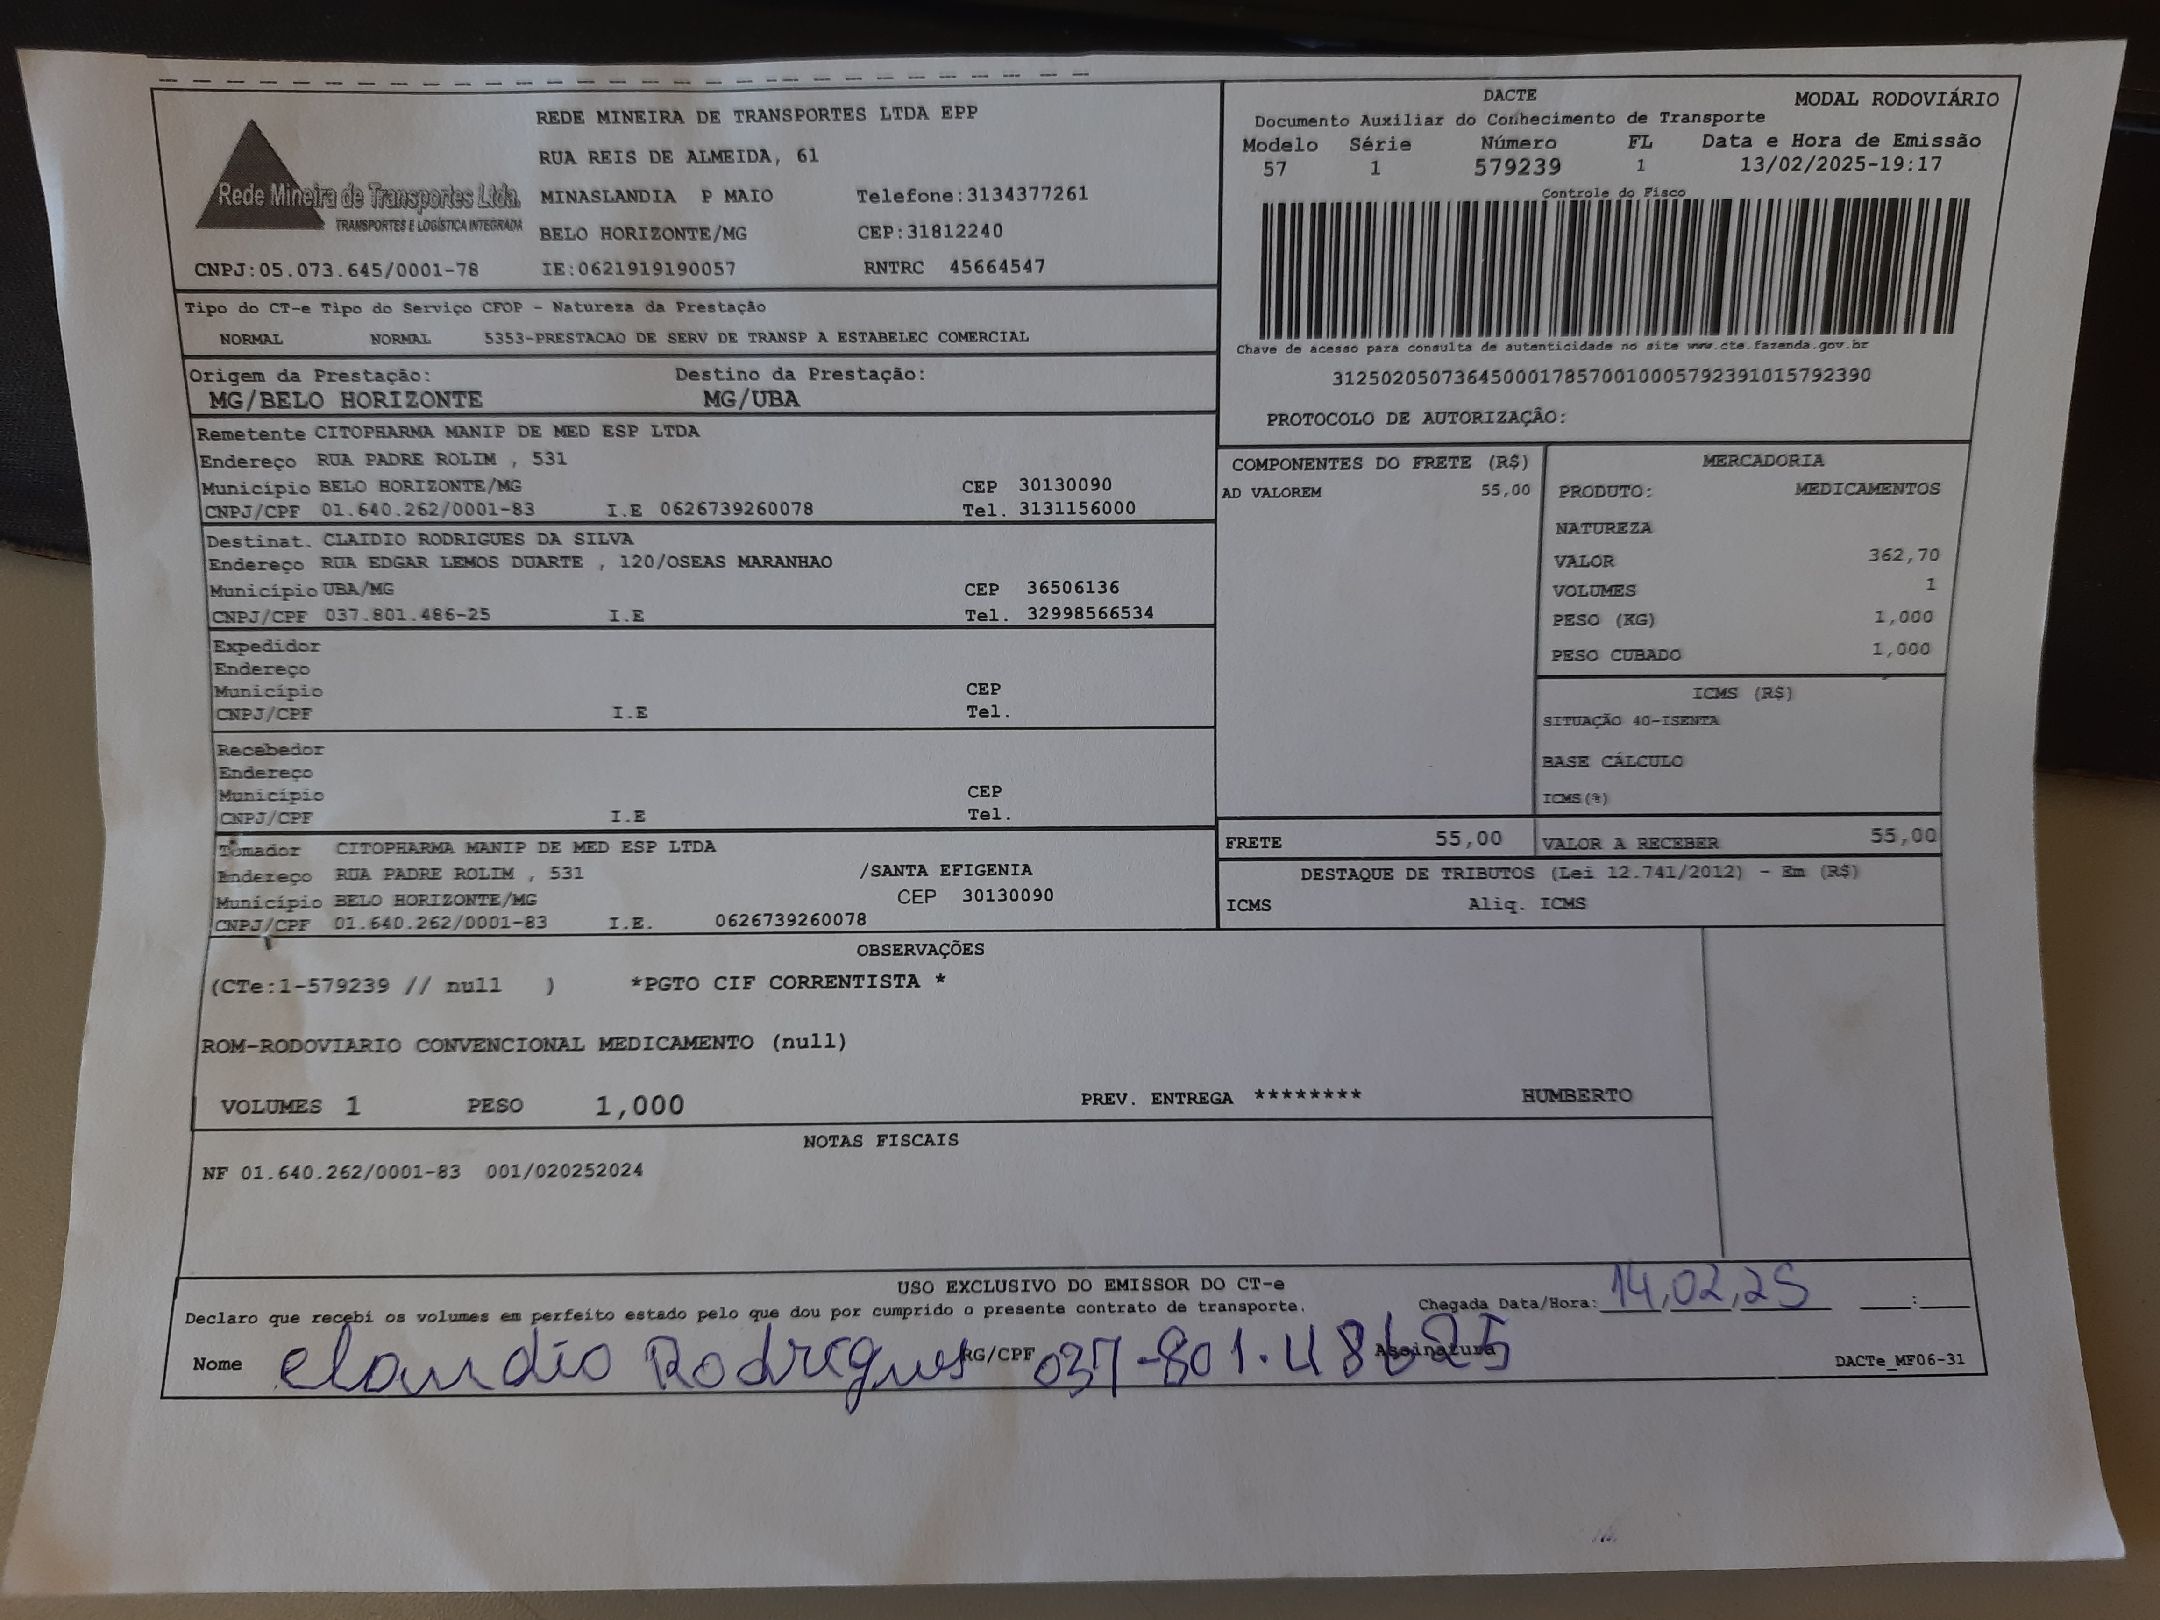 REDE MINEIRA DE TRANSPORTES LTDA EPP
RUA REIS DE ALMEIDA, 61
Rede Mineira de Transportes Ltda.
TRANSPORTES E LOGÍSTICA INTEGRADA
MINASLANDIA P MAIO Telefone:3134377261
BELO HORIZONTE/MG CEP:31812240
CNPJ:05.073.645/0001-78 IE:0621919190057 RNTRC 45664547
DACTE MODAL RODOVIÁRIO
Documento Auxiliar do Conhecimento de Transporte
Modelo Série Número FL Data e Hora de Emissão
57 1 579239 1 13/02/2025-19:17
Controle do Fisco
Chave de acesso para consulta de autenticidade no site www.cte.fazenda.gov.br
31250205073645000178570010005792391015792390
PROTOCOLO DE AUTORIZAÇÃO:
Tipo do CT-e Tipo do Serviço CFOP - Natureza da Prestação
NORMAL NORMAL 5353-PRESTACAO DE SERV DE TRANSP A ESTABELEC COMERCIAL
Origem da Prestação: Destino da Prestação:
MG/BELO HORIZONTE MG/UBA
Remetente CITOPHARMA MANIP DE MED ESP LTDA
Endereço RUA PADRE ROLIM , 531
Município BELO HORIZONTE/MG CEP 30130090
CNPJ/CPF 01.640.262/0001-83 I.E 0626739260078 Tel. 3131156000
Destinat. CLAIDIO RODRIGUES DA SILVA
Endereço RUA EDGAR LEMOS DUARTE , 120/OSEAS MARANHAO
Município UBA/MG CEP 36506136
CNPJ/CPF 037.801.486-25 I.E Tel. 32998566534
Expedidor
Endereço
Município CEP
CNPJ/CPF I.E Tel.
Recebedor
Endereço
Município CEP
CNPJ/CPF I.E Tel.
Tomador CITOPHARMA MANIP DE MED ESP LTDA
Endereço RUA PADRE ROLIM , 531 /SANTA EFIGENIA
Município BELO HORIZONTE/MG CEP 30130090
CNPJ/CPF 01.640.262/0001-83 I.E. 0626739260078
COMPONENTES DO FRETE (R$)
AD VALOREM 55,00
MERCADORIA
PRODUTO: MEDICAMENTOS
NATUREZA
VALOR 362,70
VOLUMES 1
PESO (KG) 1,000
PESO CUBADO 1,000
ICMS (R$)
SITUAÇÃO 40-ISENTA
BASE CÁLCULO
ICMS(%)
FRETE 55,00 VALOR A RECEBER 55,00
DESTAQUE DE TRIBUTOS (Lei 12.741/2012) - Em (R$)
ICMS Aliq. ICMS
OBSERVAÇÕES
(CTe:1-579239 // null ) *PGTO CIF CORRENTISTA *
ROM-RODOVIARIO CONVENCIONAL MEDICAMENTO (null)
VOLUMES 1 PESO 1,000 PREV. ENTREGA ******** HUMBERTO
NOTAS FISCAIS
NF 01.640.262/0001-83 001/020252024
USO EXCLUSIVO DO EMISSOR DO CT-e
Declaro que recebi os volumes em perfeito estado pelo que dou por cumprido o presente contrato de transporte. Chegada Data/Hora: 14,02,25 ____:____
Nome Claudio Rodrigues RG/CPF 037-801.48625 Assinatura DACTe_MF06-31